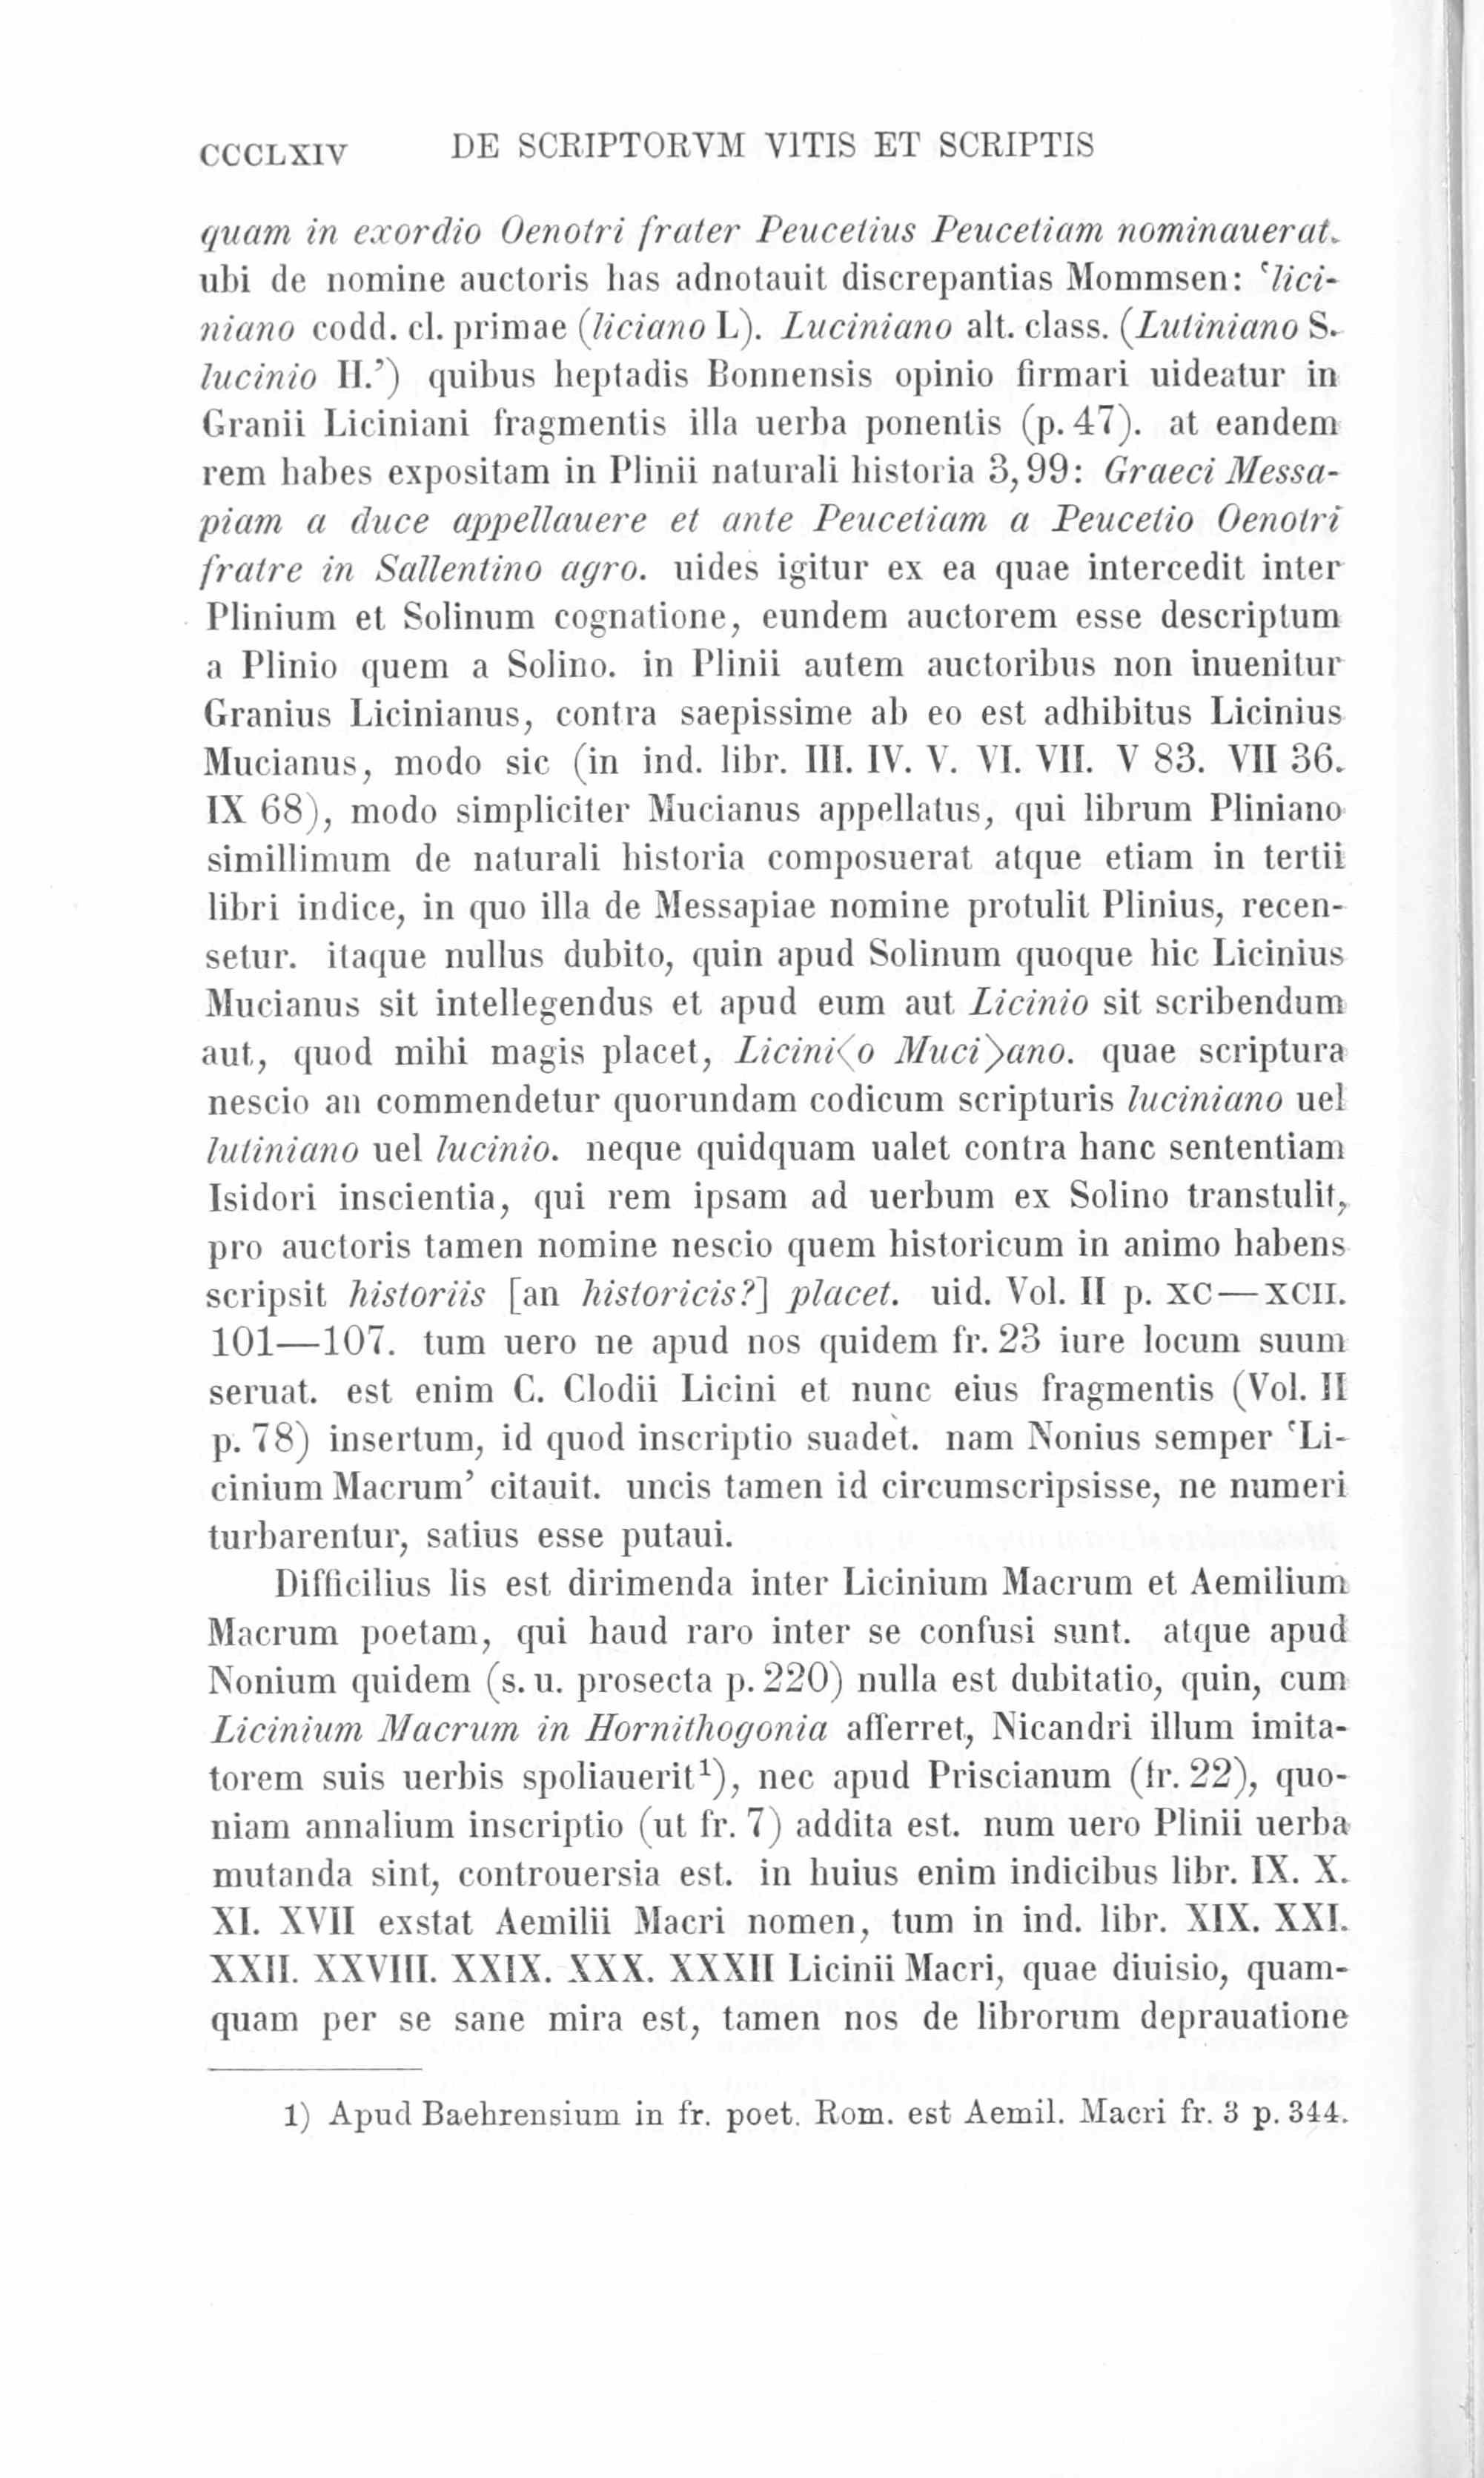 CCCLXIV DE SCRIPTORVM VITIS ET SCRIPTIS
quam in exordio Oenotri frater Peucetius Peucetiam nominauerat.
ubi de nomine auctoris has adnotauit discrepantias Mommsen: ‘lici-
niano codd. cl. primae (liciano L). Luciniano alt. class. (Lutiniano S.
lucinio H.’) quibus heptadis Bonnensis opinio firmari uideatur in
Granii Liciniani fragmentis illa uerba ponentis (p. 47). at eandem
rem habes expositam in Plinii naturali historia 3, 99: Graeci Messa-
piam a duce appellauere et ante Peucetiam a Peucetio Oenotri
fratre in Sallentino agro. uides igitur ex ea quae intercedit inter
Plinium et Solinum cognatione, eundem auctorem esse descriptum
a Plinio quem a Solino. in Plinii autem auctoribus non inuenitur
Granius Licinianus, contra saepissime ab eo est adhibitus Licinius
Mucianus, modo sic (in ind. libr. III. IV. V. VI. VII. V 83. VII 36.
IX 68), modo simpliciter Mucianus appellatus, qui librum Pliniano
simillimum de naturali historia composuerat atque etiam in tertii
libri indice, in quo illa de Messapiae nomine protulit Plinius, recen-
setur. itaque nullus dubito, quin apud Solinum quoque hic Licinius
Mucianus sit intellegendus et apud eum aut Licinio sit scribendum
aut, quod mihi magis placet, Licini<o Muci>ano. quae scriptura
nescio an commendetur quorundam codicum scripturis luciniano uel
lutiniano uel lucinio. neque quidquam ualet contra hanc sententiam
Isidori inscientia, qui rem ipsam ad uerbum ex Solino transtulit,
pro auctoris tamen nomine nescio quem historicum in animo habens
scripsit historiis [an historicis?] placet. uid. Vol. II p. XC—XCII.
101—107. tum uero ne apud nos quidem fr. 23 iure locum suum
seruat. est enim C. Clodii Licini et nunc eius fragmentis (Vol. II
p. 78) insertum, id quod inscriptio suadet. nam Nonius semper ‘Li-
cinium Macrum’ citauit. uncis tamen id circumscripsisse, ne numeri
turbarentur, satius esse putaui.
Difficilius lis est dirimenda inter Licinium Macrum et Aemilium
Macrum poetam, qui haud raro inter se confusi sunt. atque apud
Nonium quidem (s. u. prosecta p. 220) nulla est dubitatio, quin, cum
Licinium Macrum in Hornithogonia afferret, Nicandri illum imita-
torem suis uerbis spoliauerit¹), nec apud Priscianum (fr. 22), quo-
niam annalium inscriptio (ut fr. 7) addita est. num uero Plinii uerba
mutanda sint, controuersia est. in huius enim indicibus libr. IX. X.
XI. XVII exstat Aemilii Macri nomen, tum in ind. libr. XIX. XXI.
XXII. XXVIII. XXIX. XXX. XXXII Licinii Macri, quae diuisio, quam-
quam per se sane mira est, tamen nos de librorum deprauatione
1) Apud Baehrensium in fr. poet. Rom. est Aemil. Macri fr. 3 p. 344.